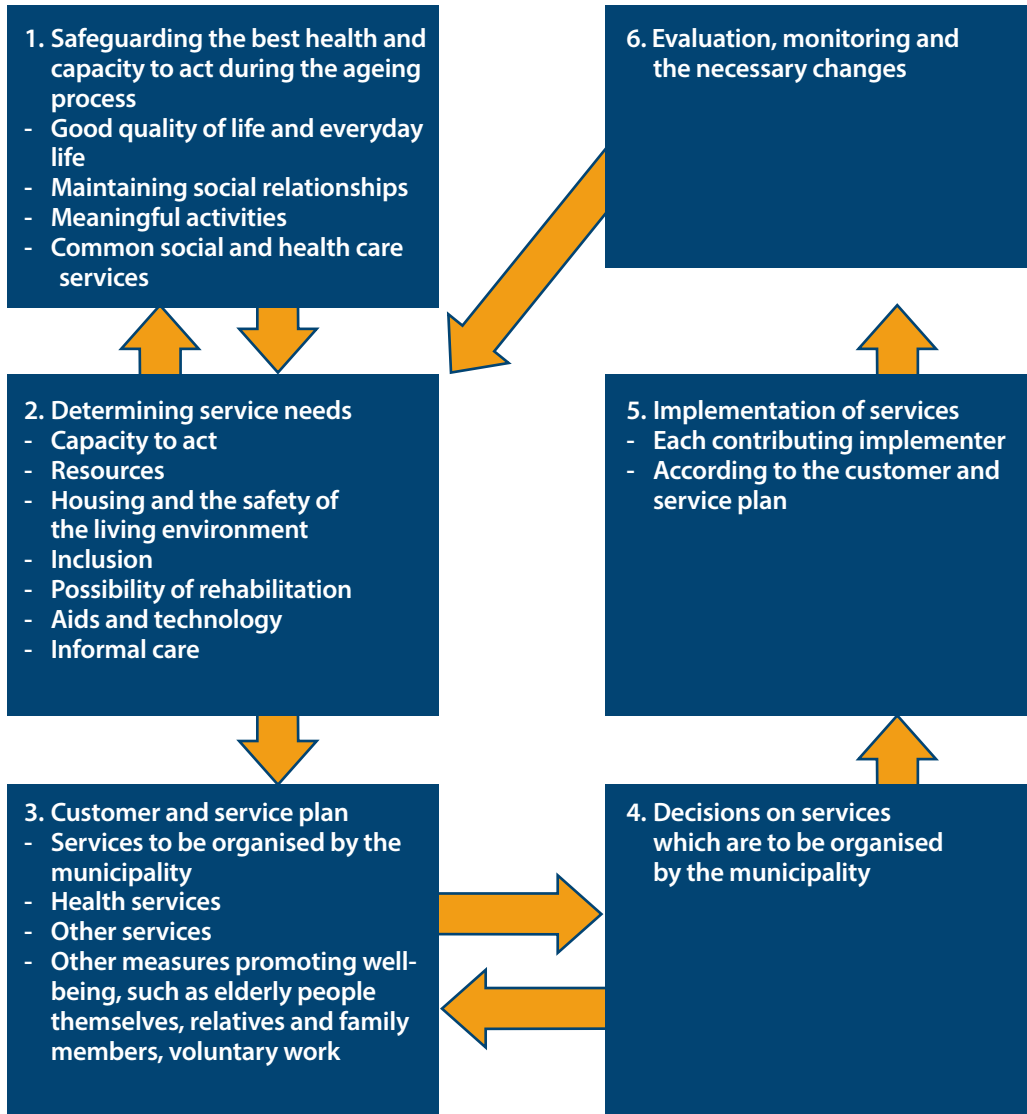 1. Safeguarding the best health and
capacity to act during the ageing
process
- Good quality of life and everyday
life
- Maintaining social relationships
- Meaningful activities
- Common social and health care
services
2. Determining service needs
- Capacity to act
- Resources
- Housing and the safety of
the living environment
- Inclusion
- Possibility of rehabilitation
- Aids and technology
- Informal care
3. Customer and service plan
- Services to be organised by the
municipality
- Health services
- Other services
- Other measures promoting well-
being, such as elderly people
themselves, relatives and family
members, voluntary work
4. Decisions on services
which are to be organised
by the municipality
5. Implementation of services
- Each contributing implementer
- According to the customer and
service plan
6. Evaluation, monitoring and
the necessary changes